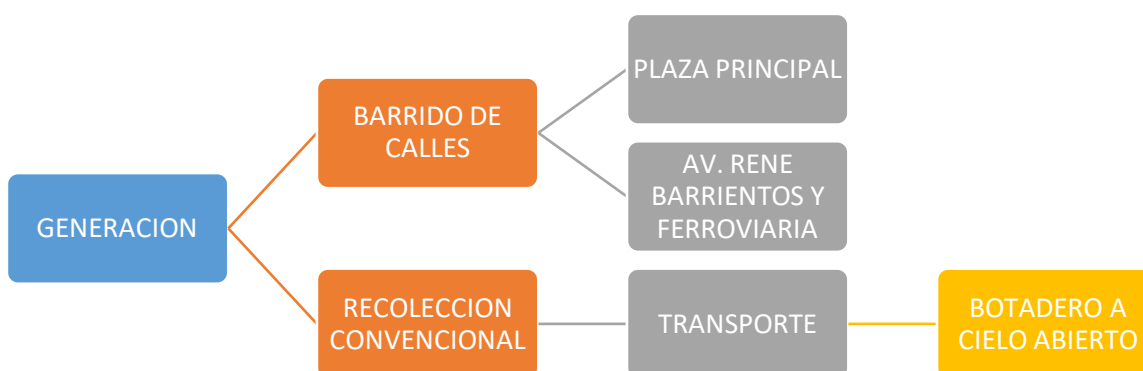 GENERACION
BARRIDO DE
CALLES
PLAZA PRINCIPAL
AV. RENE
BARRIENTOS Y
FERROVIARIA
RECOLECCION
CONVENCIONAL
TRANSPORTE
BOTADERO A
CIELO ABIERTO